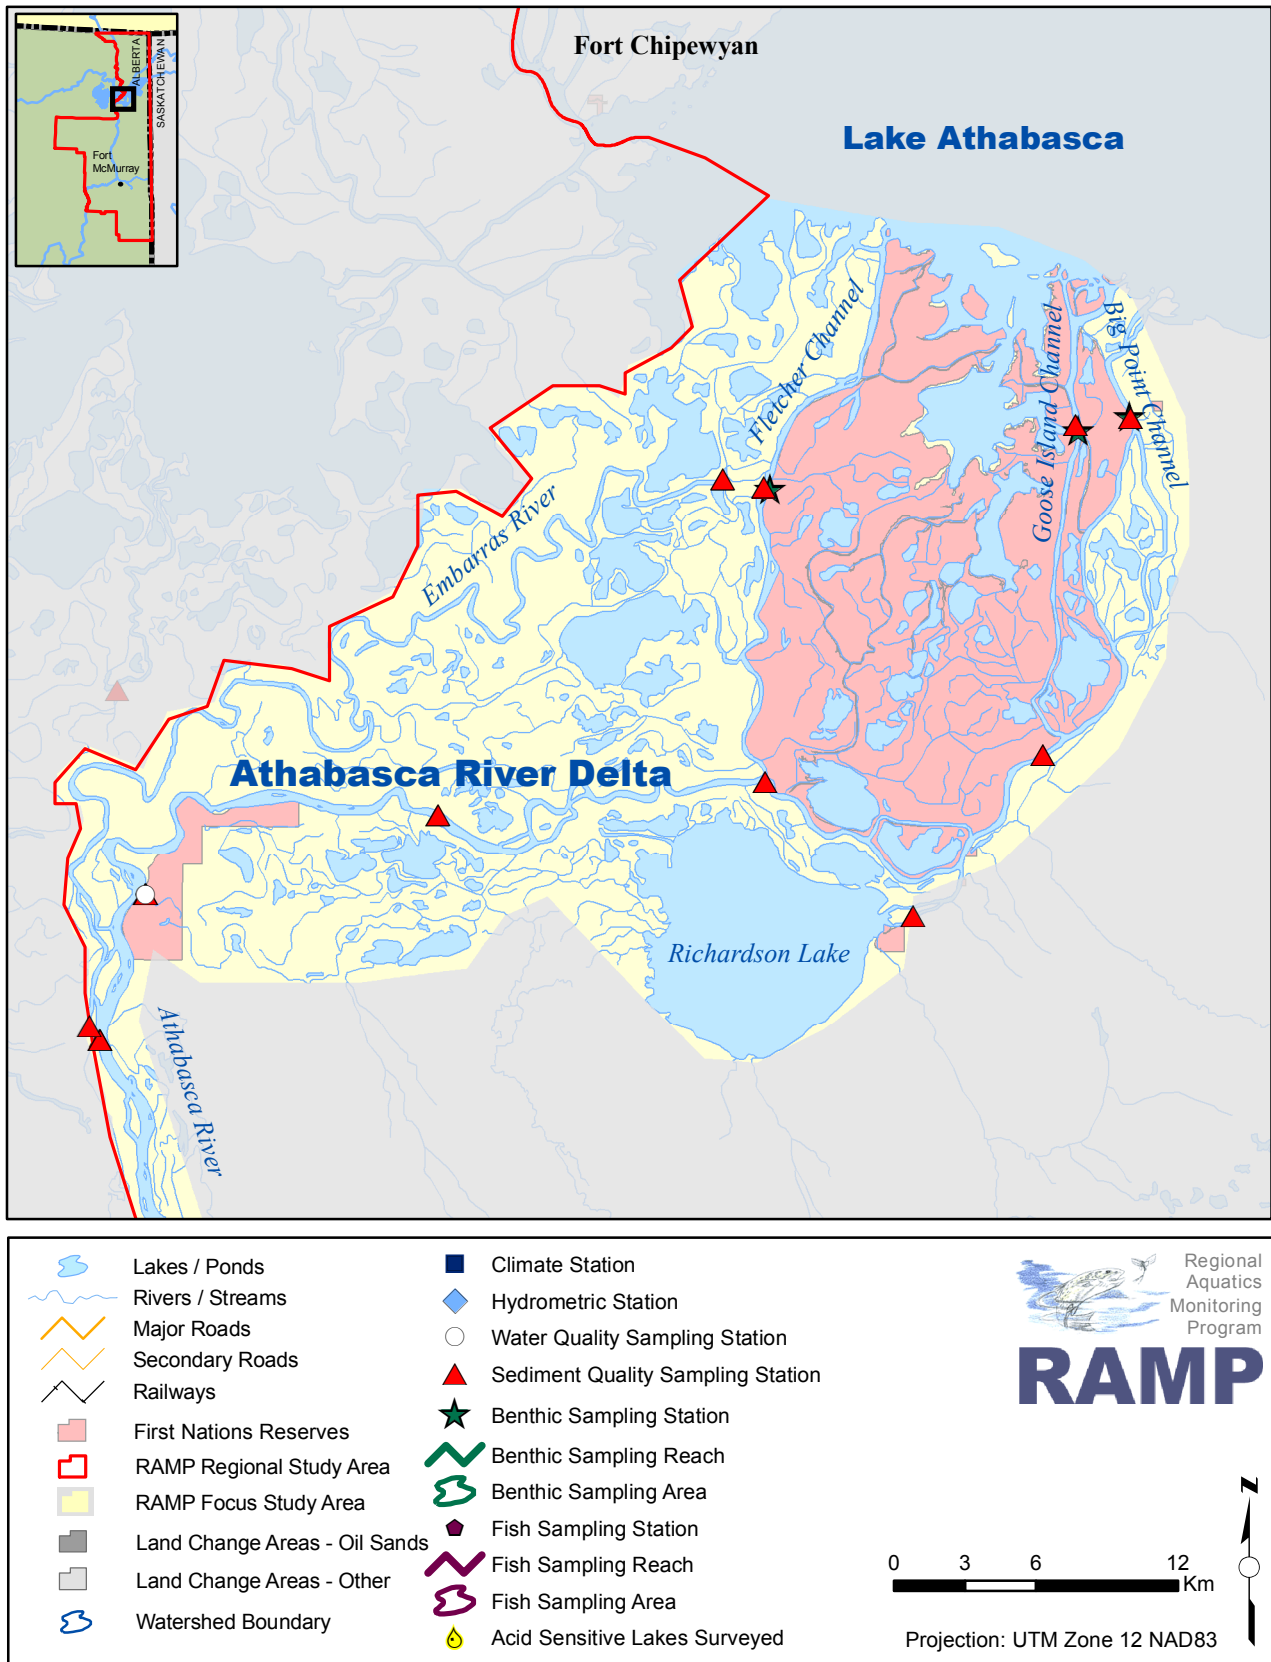 Fort Chipewyan
ALBERTA
SASKATCHEWAN
Fort
McMurray
Lake Athabasca
Fletcher Channel
Goose Island Channel
Big Point Channel
Embarras River
Athabasca River Delta
Richardson Lake
Athabasca River
Lakes / Ponds
Rivers / Streams
Major Roads
Secondary Roads
Railways
First Nations Reserves
RAMP Regional Study Area
RAMP Focus Study Area
Land Change Areas - Oil Sands
Land Change Areas - Other
Watershed Boundary
Climate Station
Hydrometric Station
Water Quality Sampling Station
Sediment Quality Sampling Station
Benthic Sampling Station
Benthic Sampling Reach
Benthic Sampling Area
Fish Sampling Station
Fish Sampling Reach
Fish Sampling Area
Acid Sensitive Lakes Surveyed
Regional
Aquatics
Monitoring
Program
RAMP
N
0 3 6 12
Km
Projection: UTM Zone 12 NAD83